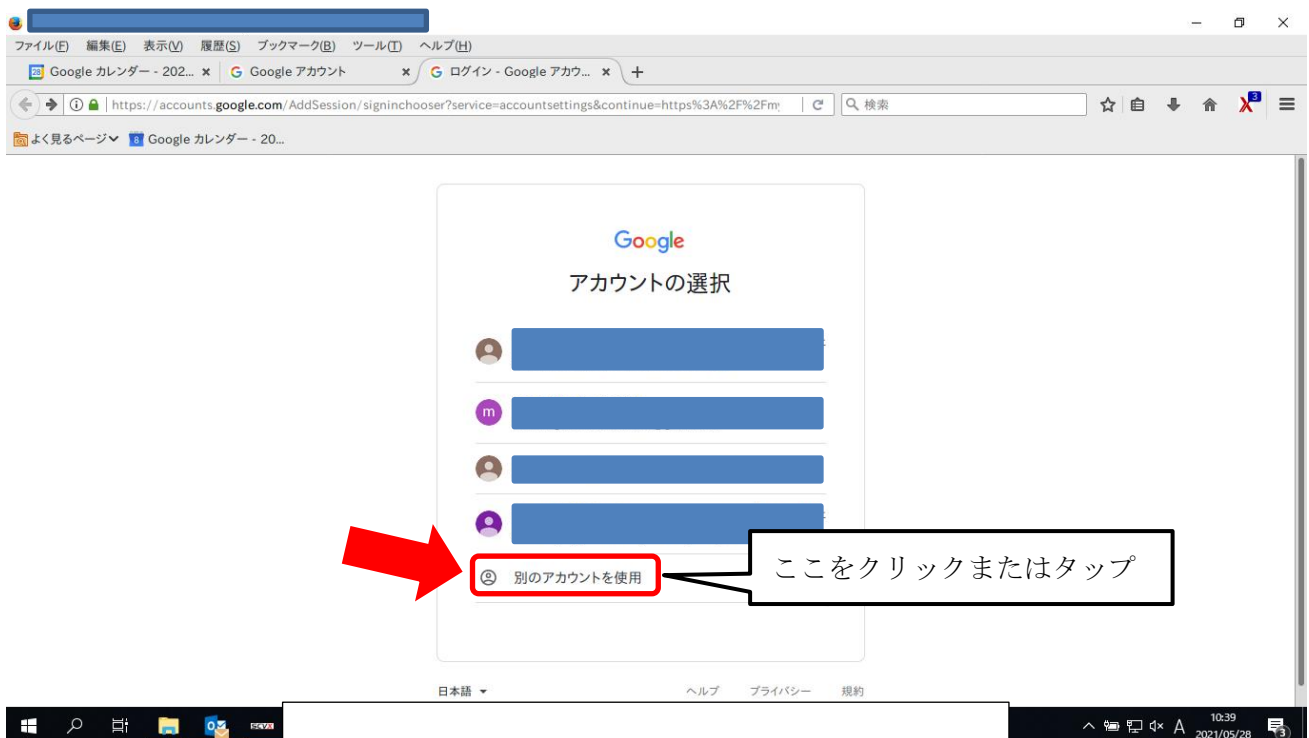 ファイル(F) 編集(E) 表示(V) 履歴(S) ブックマーク(B) ツール(T) ヘルプ(H)
28 Google カレンダー - 202... × G Google アカウント × G ログイン - Google アカウ... × +
https://accounts.google.com/AddSession/signinchooser?service=accountsettings&continue=https%3A%2F%2Fmy 検索 3
よく見るページ 8 Google カレンダー - 20...
Google
アカウントの選択
m
別のアカウントを使用
ここをクリックまたはタップ
日本語 ヘルプ プライバシー 規約
SCVX A 10:39
2021/05/28 3